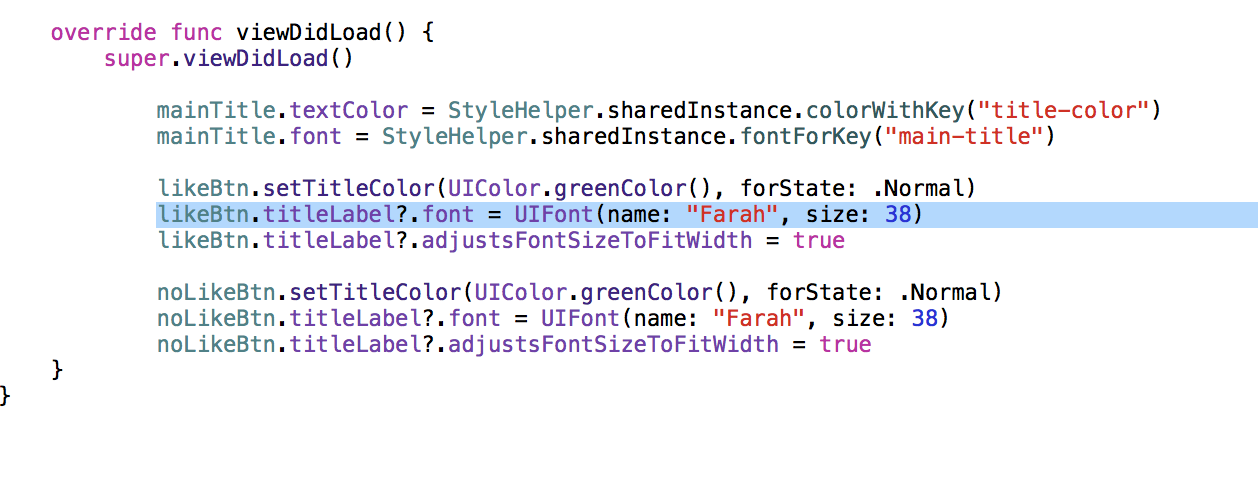 override func viewDidLoad() {
super.viewDidLoad()
mainTitle.textColor = StyleHelper.sharedInstance.colorWithKey("title-color")
mainTitle.font = StyleHelper.sharedInstance.fontForKey("main-title")
likeBtn.setTitleColor(UIColor.greenColor(), forState: .Normal)
likeBtn.titleLabel?.font = UIFont(name: "Farah", size: 38)
likeBtn.titleLabel?.adjustsFontSizeToFitWidth = true
noLikeBtn.setTitleColor(UIColor.greenColor(), forState: .Normal)
noLikeBtn.titleLabel?.font = UIFont(name: "Farah", size: 38)
noLikeBtn.titleLabel?.adjustsFontSizeToFitWidth = true
}
}